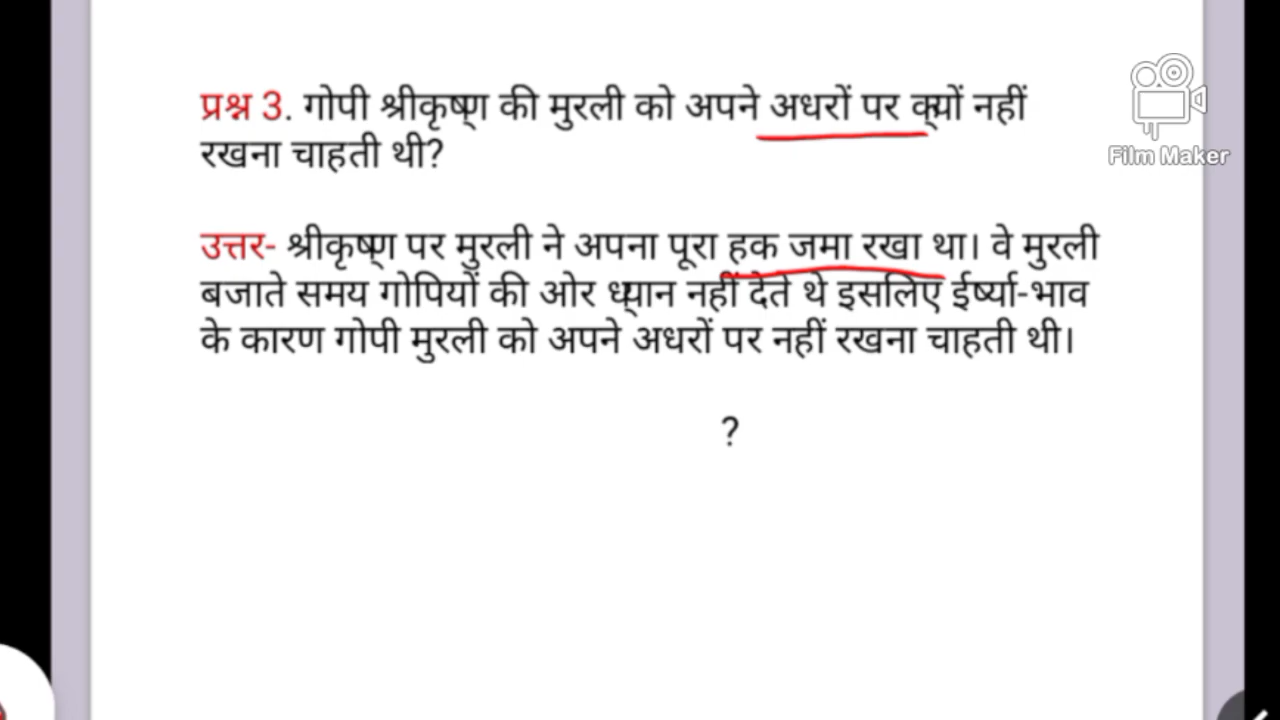 प्रश्न 3. गोपी श्रीकृष्ण की मुरली को अपने अधरों पर क्यों नहीं
रखना चाहती थी?
उत्तर- श्रीकृष्ण पर मुरली ने अपना पूरा हक जमा रखा था। वे मुरली
बजाते समय गोपियों की ओर ध्यान नहीं देते थे इसलिए ईर्ष्या-भाव
के कारण गोपी मुरली को अपने अधरों पर नहीं रखना चाहती थी।
?
Film Maker